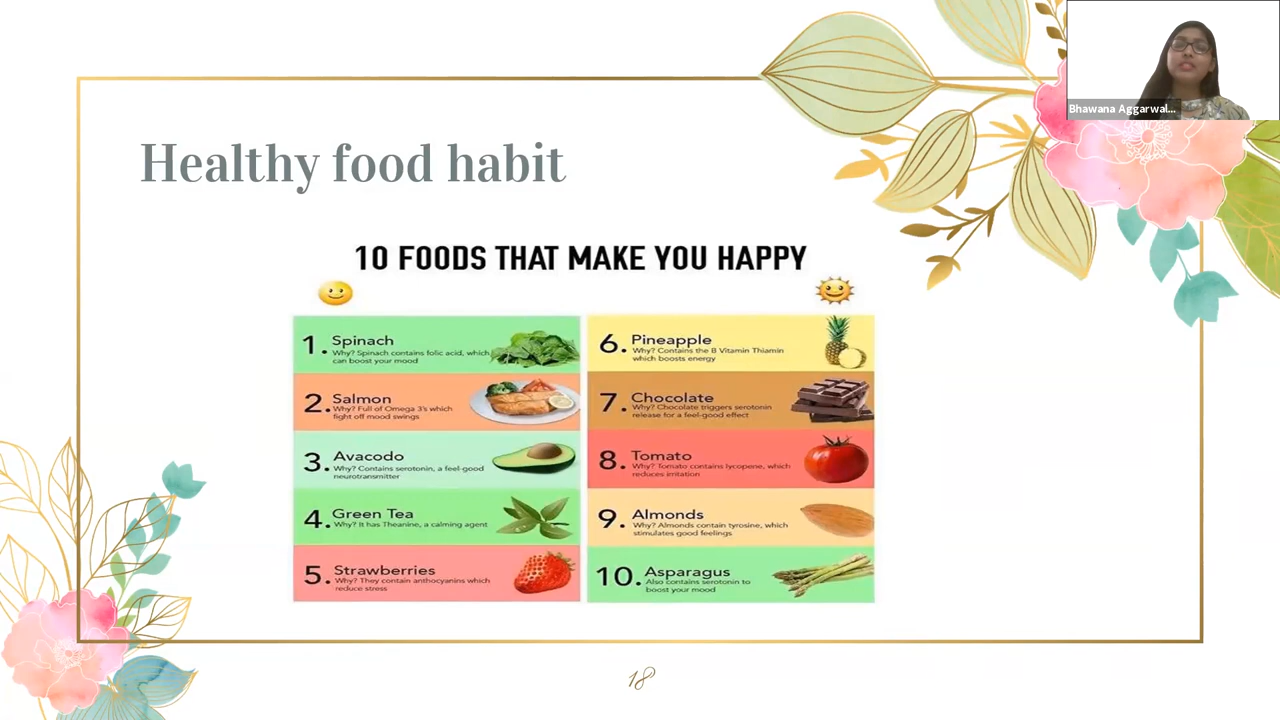 Bhawana Aggarwal...
Healthy food habit
10 FOODS THAT MAKE YOU HAPPY
1. Spinach
Why? Spinach contains folic acid, which
can boost your mood
2. Salmon
Why? Full of Omega 3's which
fight off mood swings
3. Avacodo
Why? Contains serotonin, a feel-good
neurotransmitter
4. Green Tea
Why? It has Theanine, a calming agent
5. Strawberries
Why? They contain anthocyanins which
reduce stress
6. Pineapple
Why? Contains the B Vitamin Thiamin
which boosts energy
7. Chocolate
Why? Chocolate triggers serotonin
release for a feel-good effect
8. Tomato
Why? Tomato contains lycopene, which
reduces irritation
9. Almonds
Why? Almonds contain tyrosine, which
stimulates good feelings
10. Asparagus
Also contains serotonin to
boost your mood
18